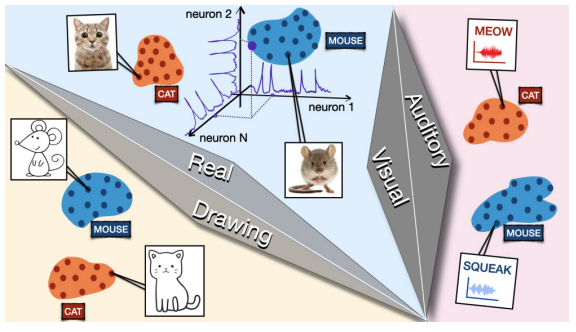 neuron 2
MOUSE
CAT
neuron 1
neuron N
MEOW
CAT
Auditory
Visual
Real
Drawing
MOUSE
CAT
MOUSE
SQUEAK